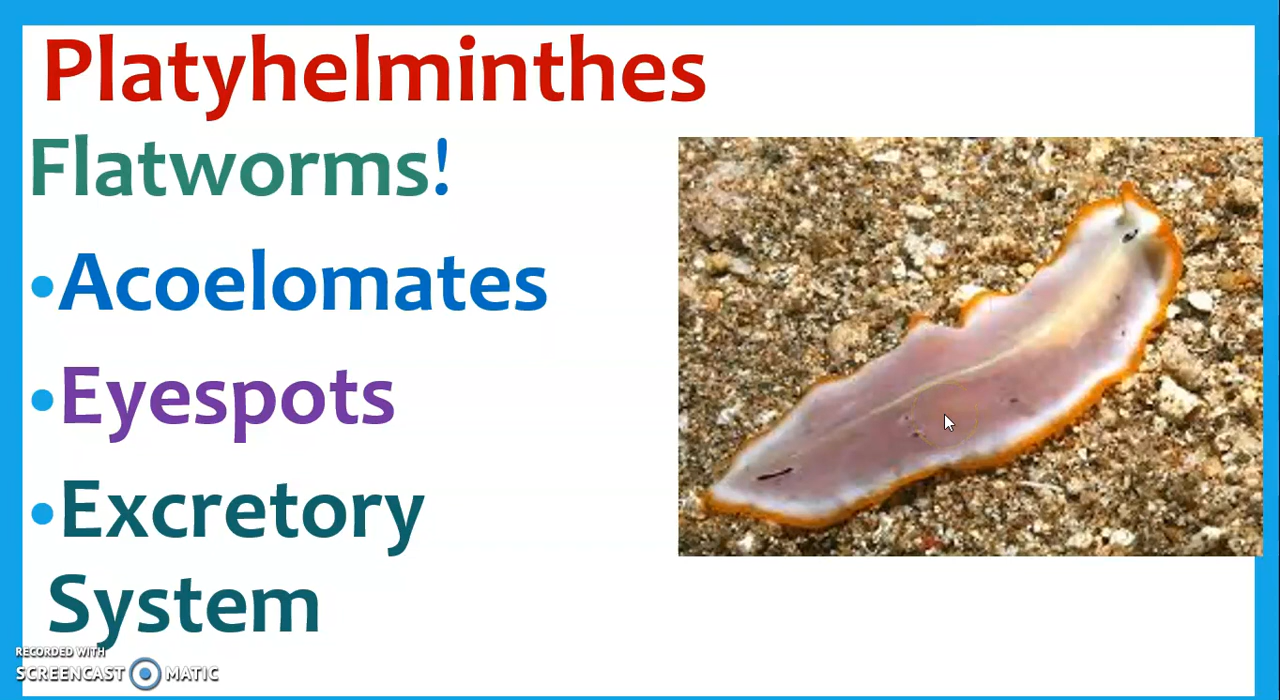 Platyhelminthes
Flatworms!
•Acoelomates
•Eyespots
•Excretory
System
RECORDED WITH
SCREENCAST MATIC